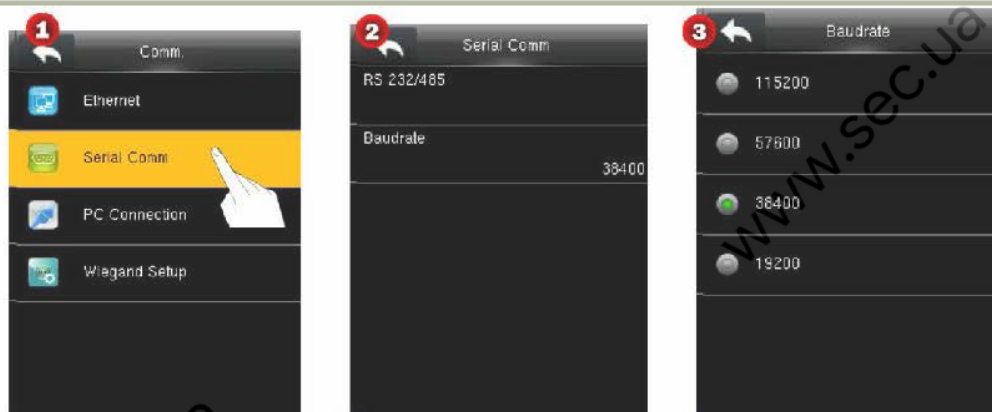 1
Comm.
Ethernet
Serial Comm
PC Connection
Wiegand Setup
2
Serial Comm
RS 232/485
Baudrate
38400
3
Baudrate
115200
57600
38400
19200
www.sec.ua